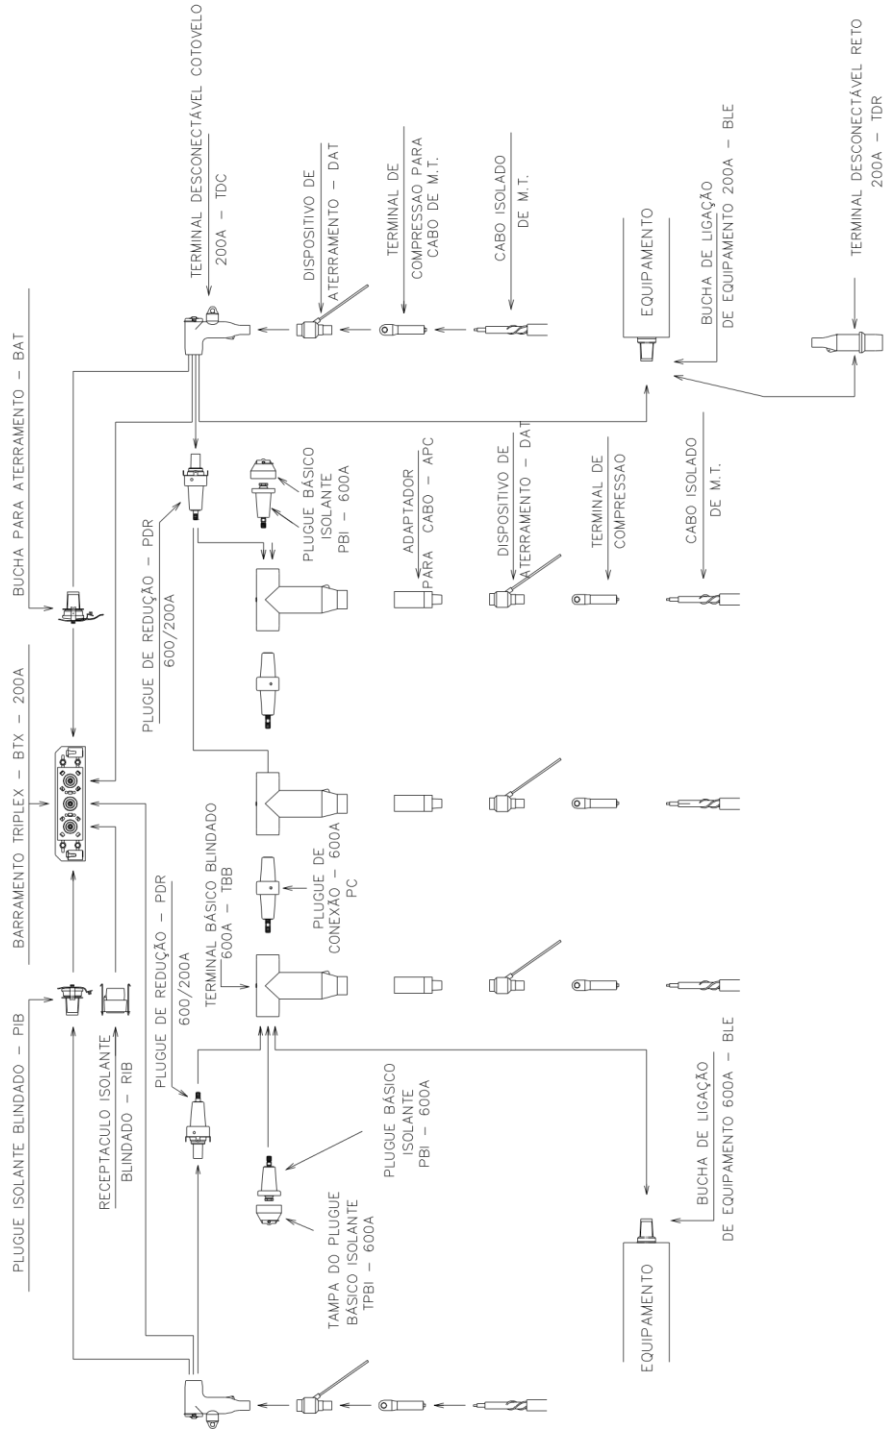 PLUGUE ISOLANTE BLINDADO – PIB
BARRAMENTO TRIPLEX – BTX – 200A
BUCHA PARA ATERRAMENTO – BAT
RECEPTACULO ISOLANTE
BLINDADO – RIB
PLUGUE DE REDUÇÃO – PDR
600/200A
PLUGUE DE REDUÇÃO – PDR
600/200A
TERMINAL DESCONECTÁVEL COTOVELO
200A – TDC
TERMINAL BÁSICO BLINDADO
600A – TBB
PLUGUE BÁSICO
ISOLANTE
PBI – 600A
DISPOSITIVO DE
ATERRAMENTO – DAT
PLUGUE DE
CONEXÃO – 600A
PC
TAMPA DO PLUGUE
BÁSICO ISOLANTE
TPBI – 600A
PLUGUE BÁSICO
ISOLANTE
PBI – 600A
ADAPTADOR
PARA CABO – APC
TERMINAL DE
COMPRESSAO PARA
CABO DE M.T.
DISPOSITIVO DE
ATERRAMENTO – DAT
CABO ISOLADO
DE M.T.
TERMINAL DE
COMPRESSAO
EQUIPAMENTO
EQUIPAMENTO
BUCHA DE LIGAÇÃO
DE EQUIPAMENTO 600A – BLE
CABO ISOLADO
DE M.T.
BUCHA DE LIGAÇÃO
DE EQUIPAMENTO 200A – BLE
TERMINAL DESCONECTÁVEL RETO
200A – TDR